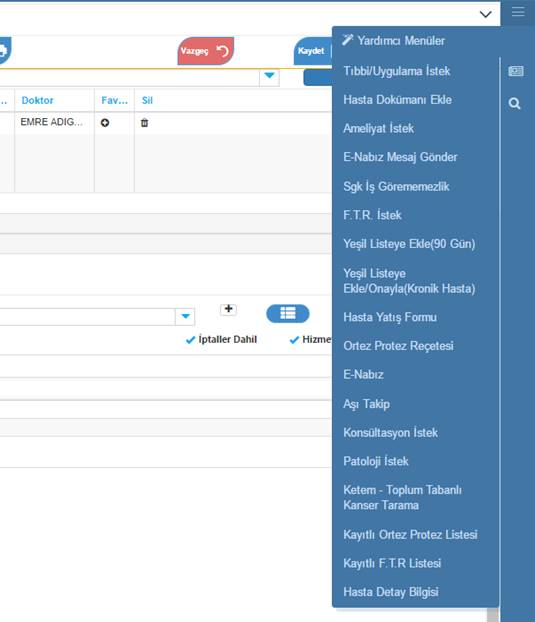 Yardımcı Menüler
Vazgeç
Kaydet
Tıbbi/Uygulama İstek
... Doktor Fav... Sil
Hasta Dokümanı Ekle
EMRE ADIG...
Ameliyat İstek
E-Nabız Mesaj Gönder
Sgk İş Görememezlik
F.T.R. İstek
Yeşil Listeye Ekle(90 Gün)
Yeşil Listeye
Ekle/Onayla(Kronik Hasta)
Hasta Yatış Formu
İptaller Dahil
Ortez Protez Reçetesi
E-Nabız
Aşı Takip
Konsültasyon İstek
Patoloji İstek
Ketem - Toplum Tabanlı
Kanser Tarama
Kayıtlı Ortez Protez Listesi
Kayıtlı F.T.R Listesi
Hasta Detay Bilgisi